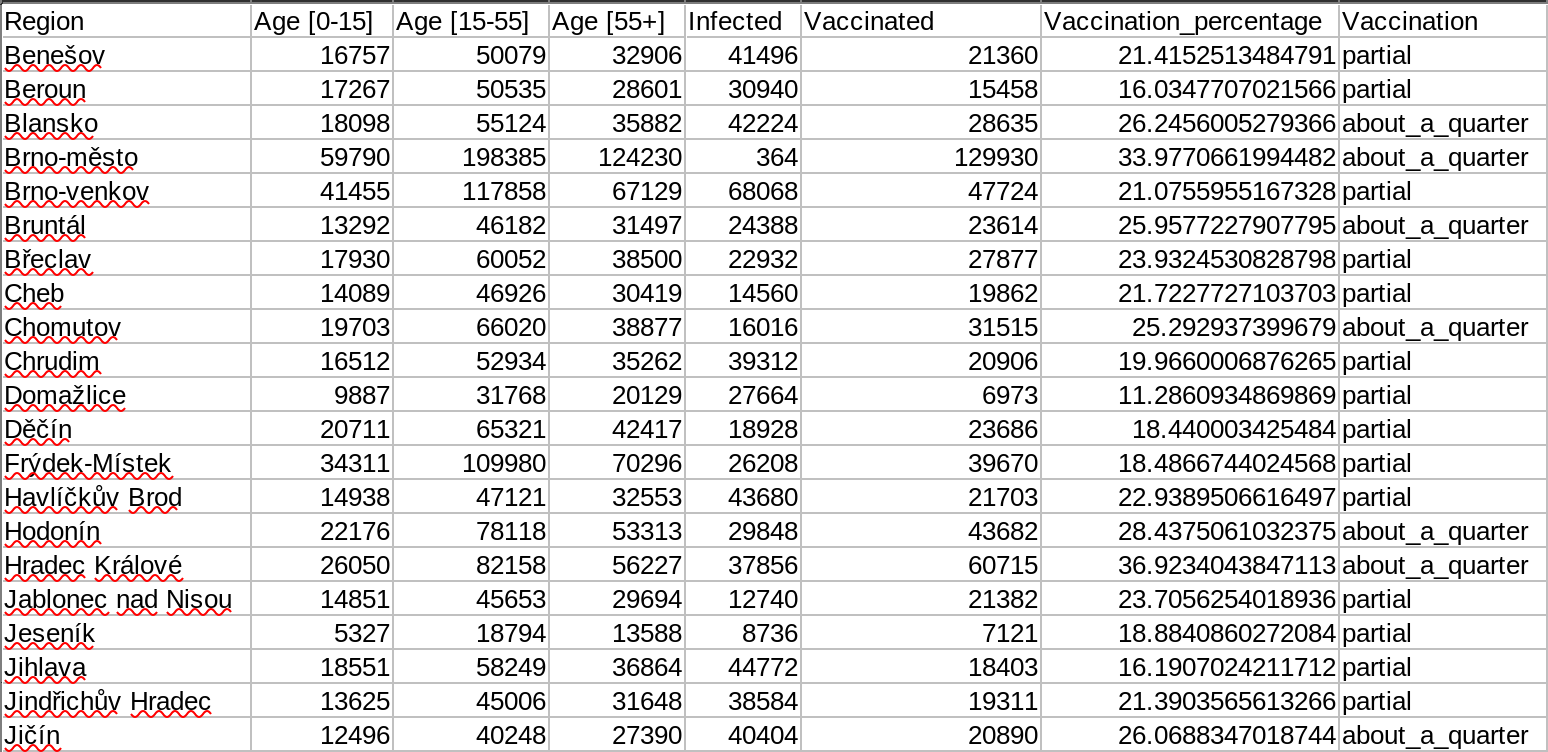 Region Age [0-15] Age [15-55] Age [55+] Infected Vaccinated Vaccination_percentage Vaccination
Benešov 16757 50079 32906 41496 21360 21.4152513484791 partial
Beroun 17267 50535 28601 30940 15458 16.0347707021566 partial
Blansko 18098 55124 35882 42224 28635 26.2456005279366 about_a_quarter
Brno-město 59790 198385 124230 364 129930 33.9770661994482 about_a_quarter
Brno-venkov 41455 117858 67129 68068 47724 21.0755955167328 partial
Bruntál 13292 46182 31497 24388 23614 25.9577227907795 about_a_quarter
Břeclav 17930 60052 38500 22932 27877 23.9324530828798 partial
Cheb 14089 46926 30419 14560 19862 21.7227727103703 partial
Chomutov 19703 66020 38877 16016 31515 25.292937399679 about_a_quarter
Chrudim 16512 52934 35262 39312 20906 19.9660006876265 partial
Domažlice 9887 31768 20129 27664 6973 11.2860934869869 partial
Děčín 20711 65321 42417 18928 23686 18.440003425484 partial
Frýdek-Místek 34311 109980 70296 26208 39670 18.4866744024568 partial
Havlíčkův Brod 14938 47121 32553 43680 21703 22.9389506616497 partial
Hodonín 22176 78118 53313 29848 43682 28.4375061032375 about_a_quarter
Hradec Králové 26050 82158 56227 37856 60715 36.9234043847113 about_a_quarter
Jablonec nad Nisou 14851 45653 29694 12740 21382 23.7056254018936 partial
Jeseník 5327 18794 13588 8736 7121 18.8840860272084 partial
Jihlava 18551 58249 36864 44772 18403 16.1907024211712 partial
Jindřichův Hradec 13625 45006 31648 38584 19311 21.3903565613266 partial
Jičín 12496 40248 27390 40404 20890 26.0688347018744 about_a_quarter